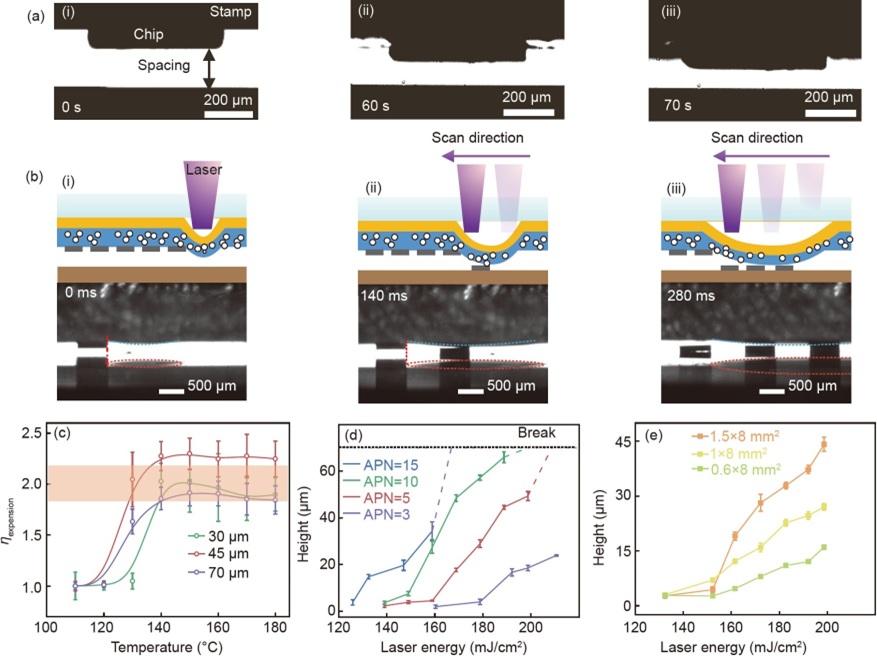 (a)
(i)
Stamp
Chip
Spacing
0 s
200 μm
(ii)
60 s
200 μm
(iii)
70 s
200 μm
(b)
(i)
Laser
0 ms
500 μm
Scan direction
(ii)
140 ms
500 μm
Scan direction
(iii)
280 ms
500 μm
(c)
2.5
2.0
1.5
1.0
ηexpension
30 μm
45 μm
70 μm
100 120 140 160 180
Temperature (°C)
(d)
Break
APN=15
APN=10
APN=5
APN=3
60
40
20
0
Height (μm)
120 140 160 180 200 220
Laser energy (mJ/cm²)
(e)
1.5×8 mm²
1×8 mm²
0.6×8 mm²
45
30
15
0
Height (μm)
120 140 160 180 200 220
Laser energy (mJ/cm²)